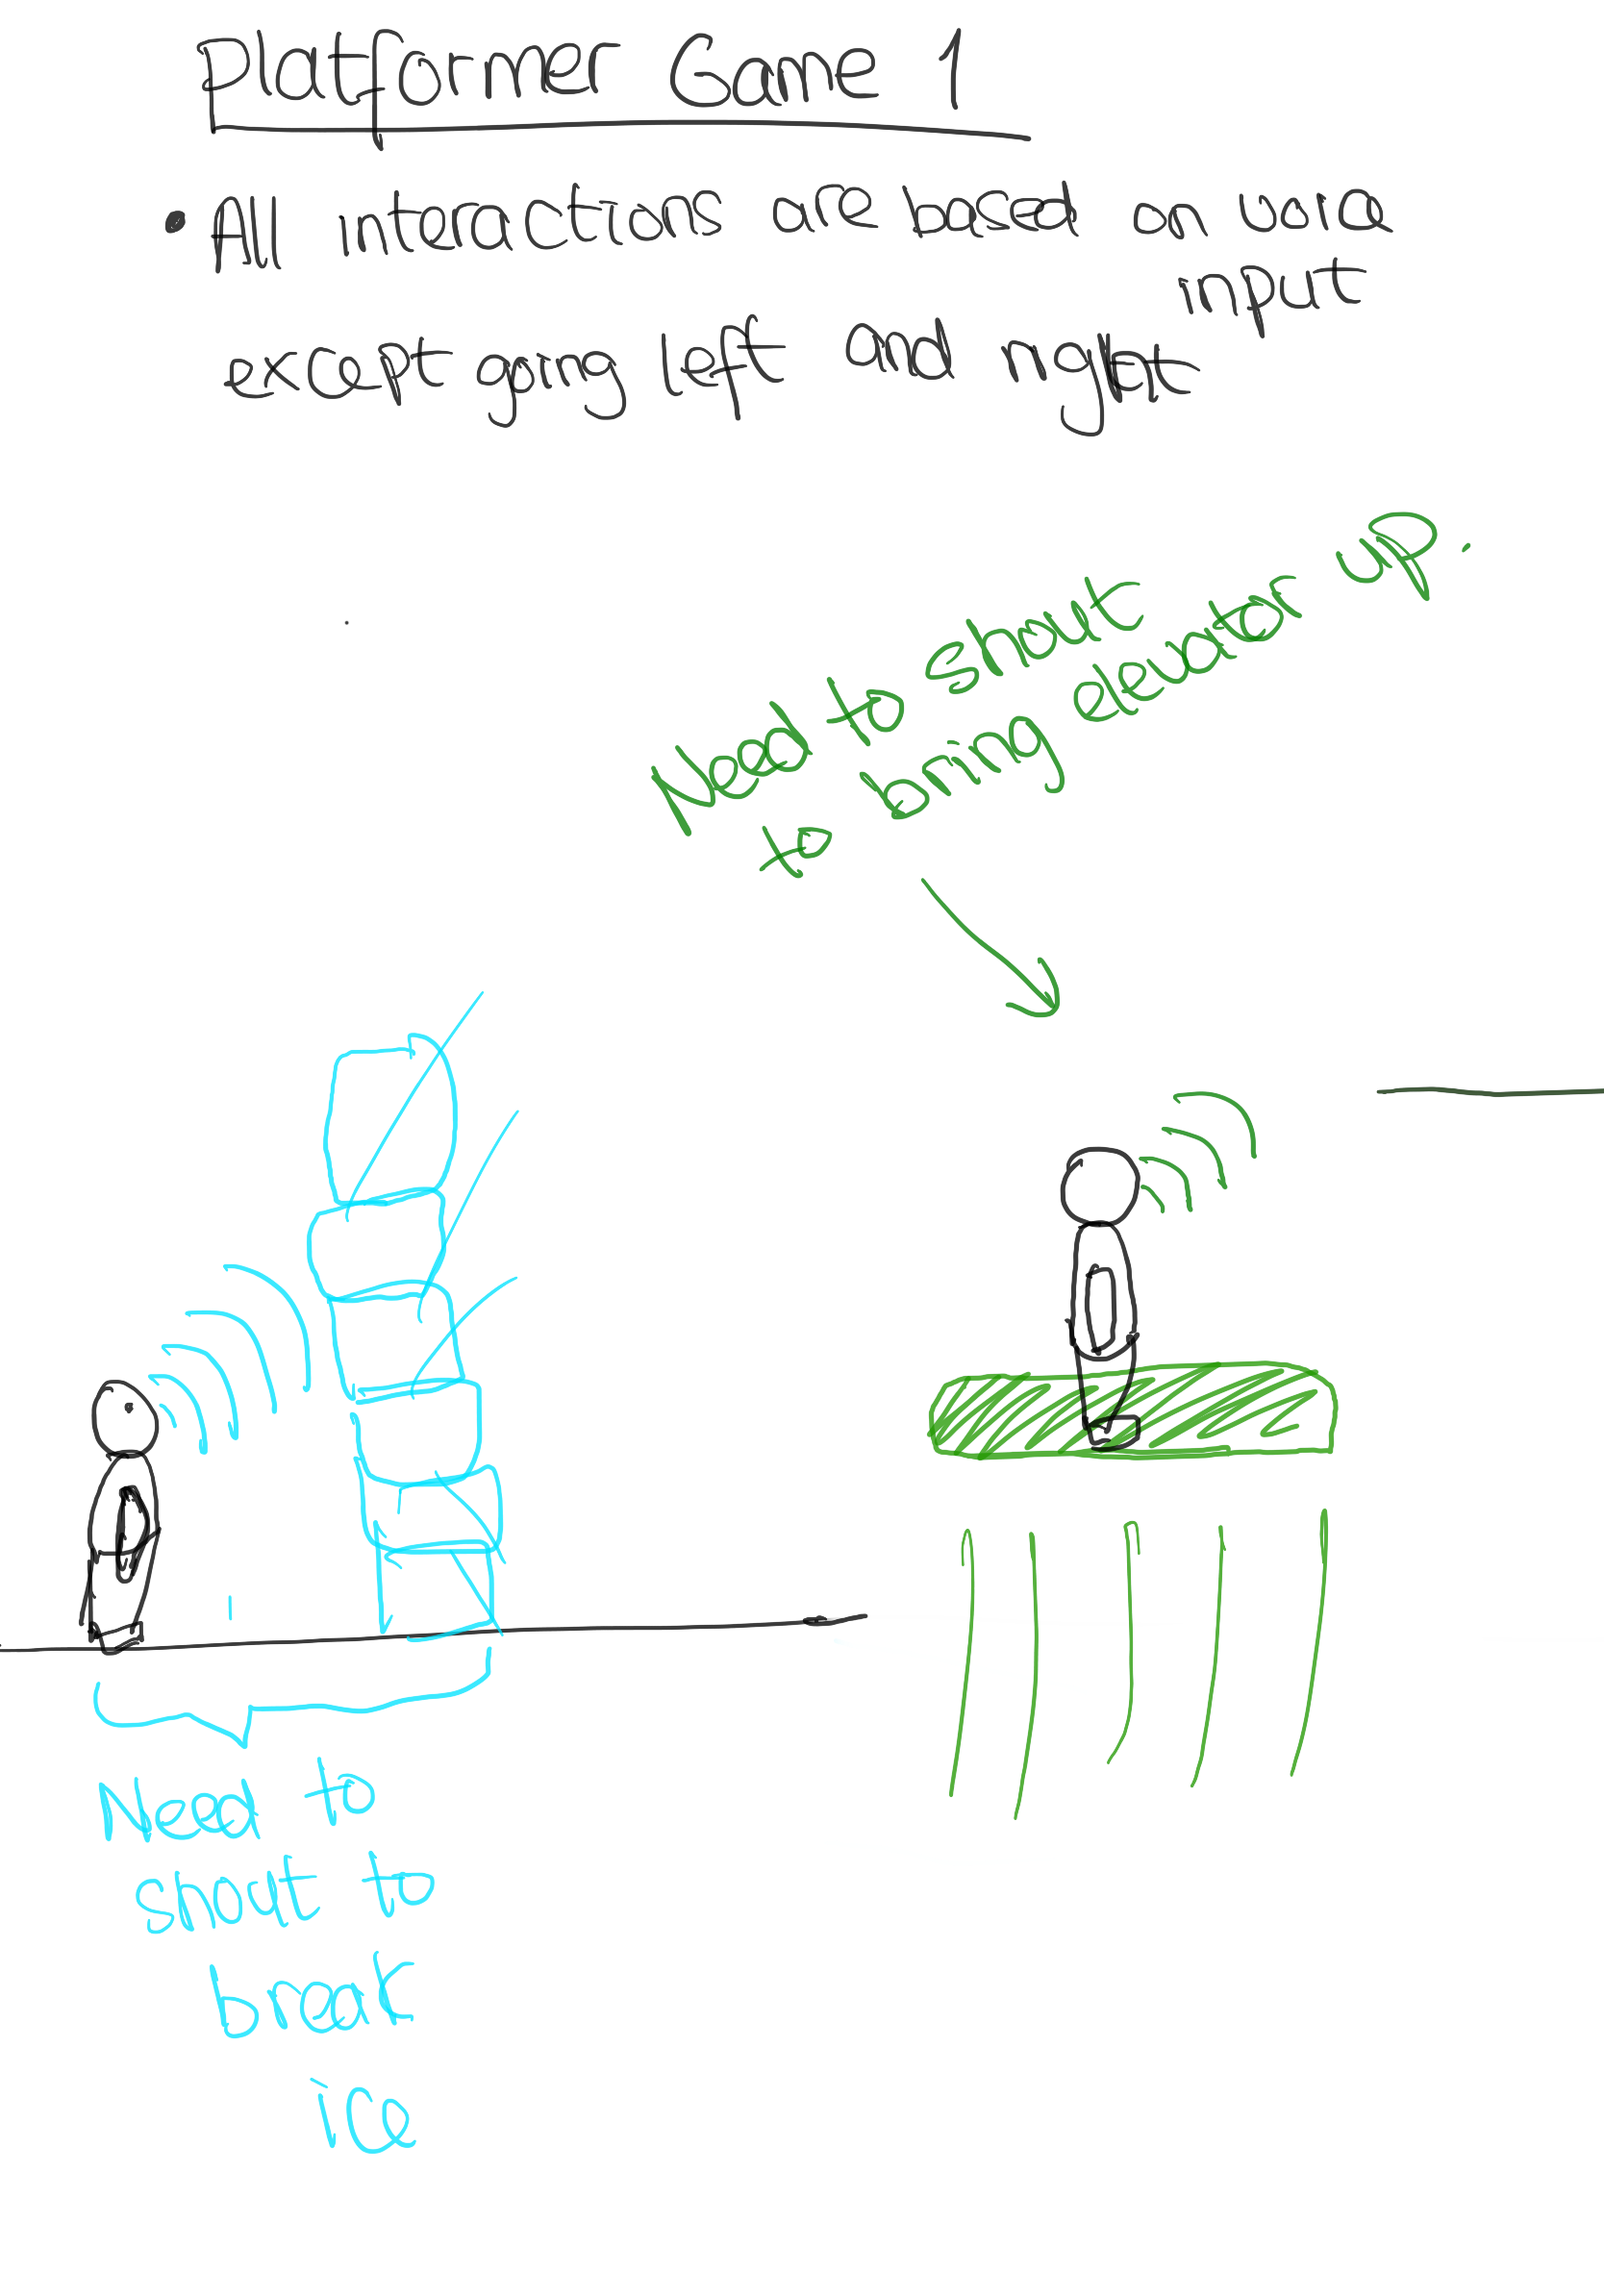 Platformer Game 1
• All interactions are based on voice
input
except going left and right
Need to shout
to bring elevator up.
Need to
shout to
break
ice